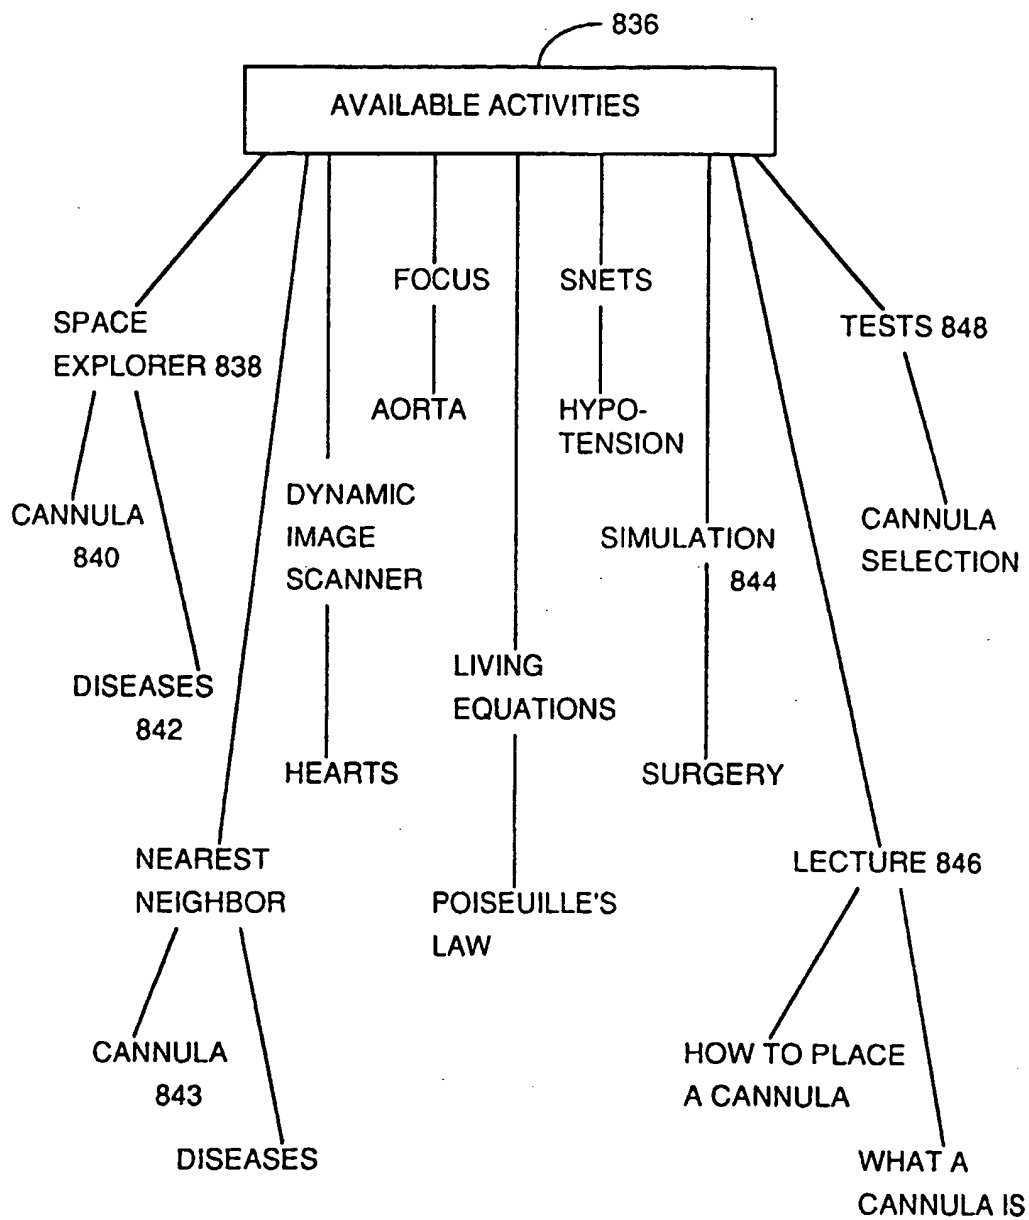 836
AVAILABLE ACTIVITIES
FOCUS
SNETS
SPACE
EXPLORER 838
TESTS 848
AORTA
HYPO-
TENSION
DYNAMIC
IMAGE
SCANNER
CANNULA
840
SIMULATION
844
CANNULA
SELECTION
LIVING
EQUATIONS
DISEASES
842
HEARTS
SURGERY
NEAREST
NEIGHBOR
LECTURE 846
POISEUILLE'S
LAW
CANNULA
843
HOW TO PLACE
A CANNULA
DISEASES
WHAT A
CANNULA IS